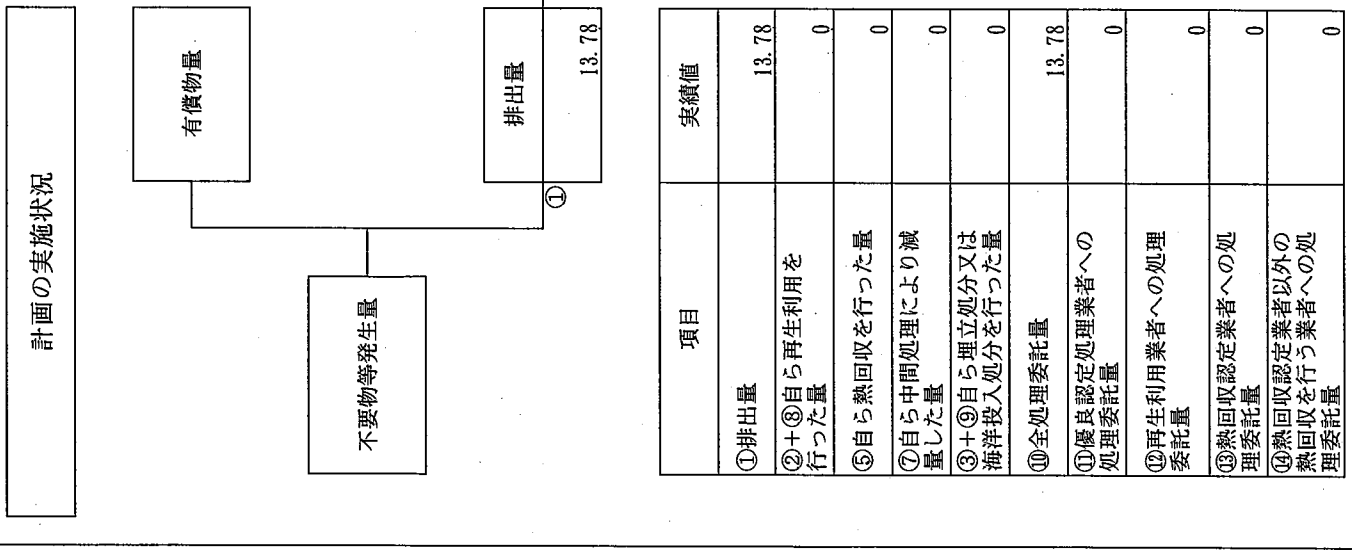 計画の実施状況
有償物量
不要物等発生量
①
排出量
13.78
項目
実績値
①排出量
13.78
②+⑧自ら再生利用を
行った量
0
⑤自ら熱回収を行った量
0
⑦自ら中間処理により減
量した量
0
③+⑨自ら埋立処分又は
海洋投入処分を行った量
0
⑩全処理委託量
13.78
⑪優良認定処理業者への
処理委託量
0
⑫再生利用業者への処理
委託量
0
⑬熱回収認定業者への処
理委託量
0
⑭熱回収認定業者以外の
熱回収を行う業者への処
理委託量
0